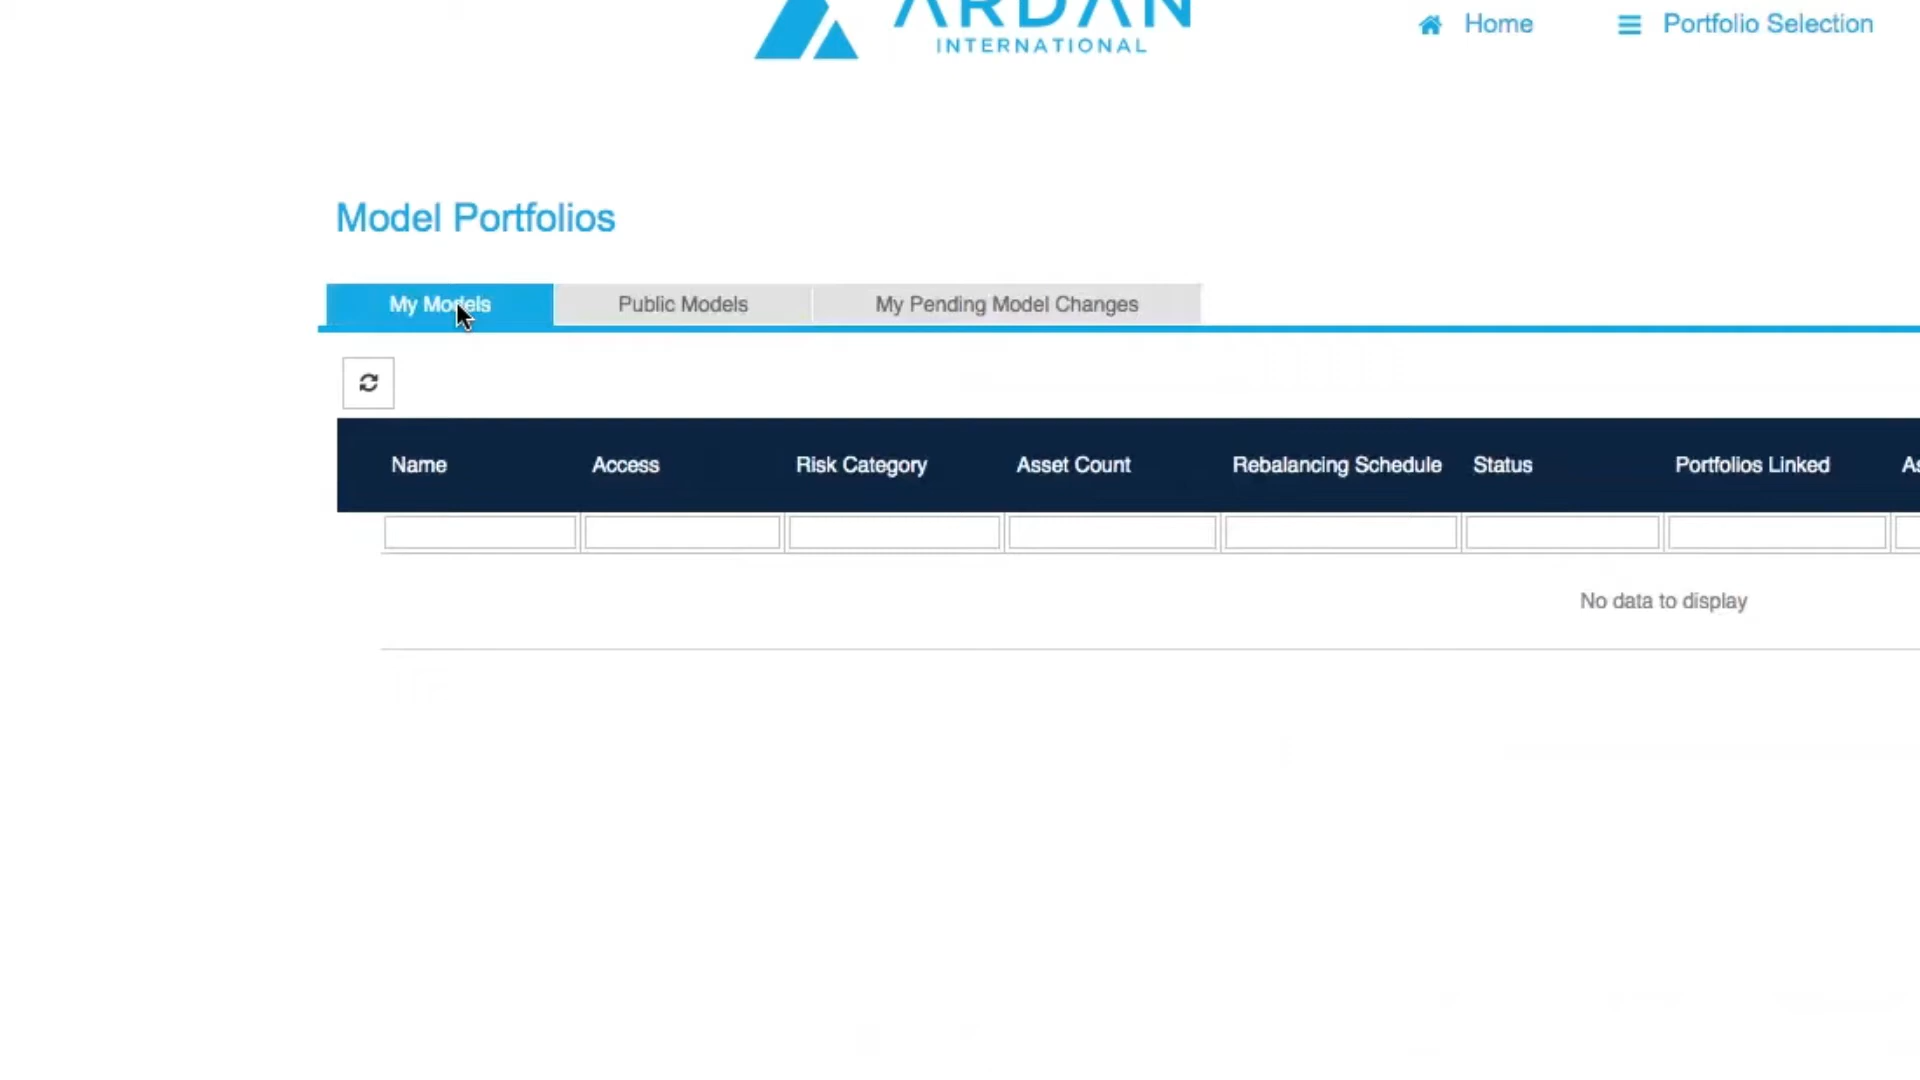 ARDAN
INTERNATIONAL
Home
Portfolio Selection
Model Portfolios
My Models
Public Models
My Pending Model Changes
Name
Access
Risk Category
Asset Count
Rebalancing Schedule
Status
Portfolios Linked
No data to display